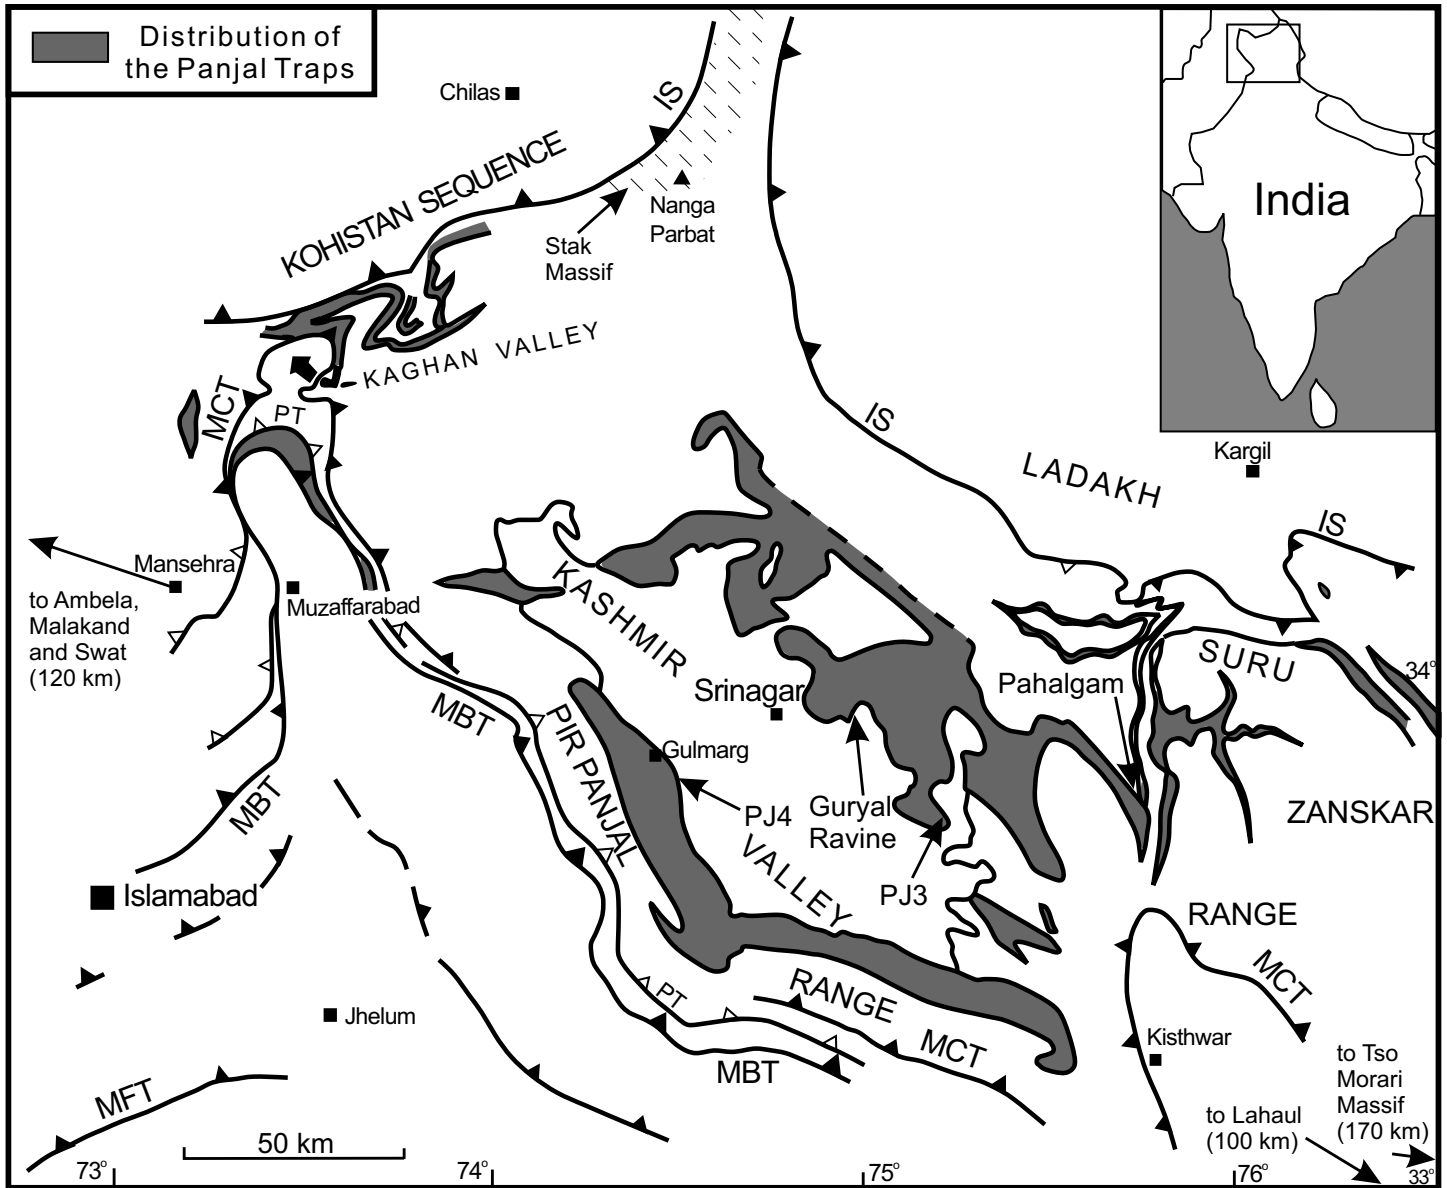 Distribution of
the Panjal Traps
Chilas
IS
KOHISTAN SEQUENCE
Nanga
Parbat
Stak
Massif
India
KAGHAN VALLEY
MCT
PT
IS
LADAKH
Kargil
IS
Mansehra
to Ambela,
Malakand
and Swat
(120 km)
Muzaffarabad
KASHMIR
SURU
34°
Srinagar
Pahalgam
MBT
PIR PANJAL
Gulmarg
PJ4
Guryal
Ravine
MBT
VALLEY
ZANSKAR
PJ3
Islamabad
RANGE
MCT
PT
RANGE
MCT
Jhelum
Kisthwar
MBT
MFT
to Tso
Morari
Massif
(170 km)
to Lahaul
(100 km)
50 km
73°
74°
75°
76°
33°